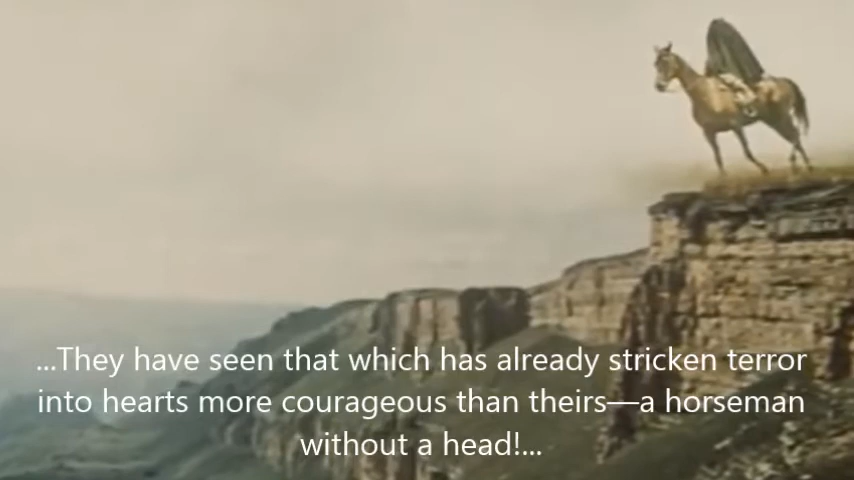 ...They have seen that which has already stricken terror
into hearts more courageous than theirs—a horseman
without a head!...